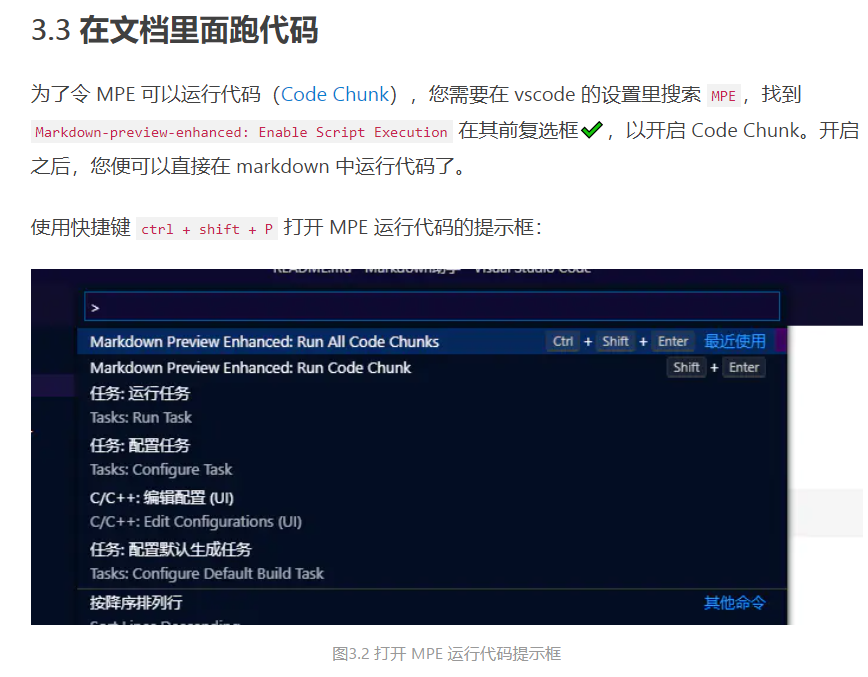 3.3 在文档里面跑代码
为了令 MPE 可以运行代码（Code Chunk），您需要在 vscode 的设置里搜索 MPE，找到
Markdown-preview-enhanced: Enable Script Execution 在其前复选框✔，以开启 Code Chunk。开启
之后，您便可以直接在 markdown 中运行代码了。
使用快捷键 ctrl + shift + P 打开 MPE 运行代码的提示框：
README.md - Markdown助手 - Visual Studio Code
>
Markdown Preview Enhanced: Run All Code Chunks Ctrl + Shift + Enter 最近使用
Markdown Preview Enhanced: Run Code Chunk Shift + Enter
任务: 运行任务
Tasks: Run Task
任务: 配置任务
Tasks: Configure Task
C/C++: 编辑配置 (UI)
C/C++: Edit Configurations (UI)
任务: 配置默认生成任务
Tasks: Configure Default Build Task
按降序排列行 其他命令
Sort Lines Descending
图3.2 打开 MPE 运行代码提示框